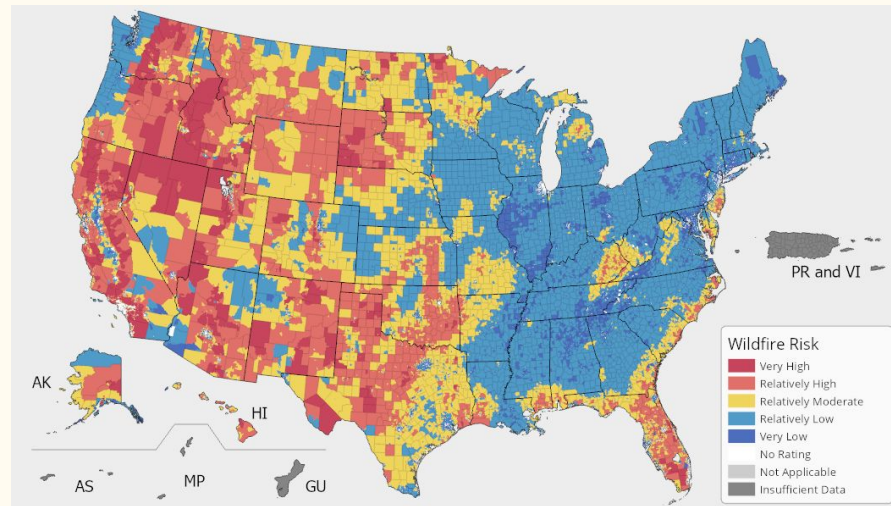 PR and VI
AK
HI
AS
MP
GU
Wildfire Risk
Very High
Relatively High
Relatively Moderate
Relatively Low
Very Low
No Rating
Not Applicable
Insufficient Data